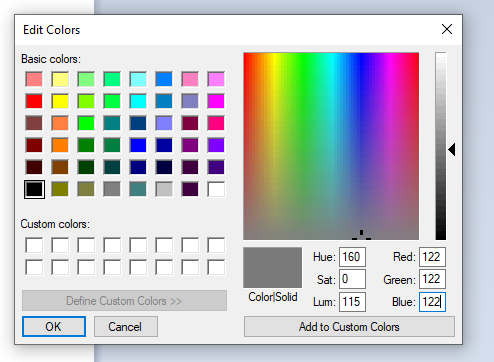 Edit Colors
Basic colors:
Custom colors:
Define Custom Colors >>
OK
Cancel
Color|Solid
Hue: 160
Sat: 0
Lum: 115
Red: 122
Green: 122
Blue: 122
Add to Custom Colors